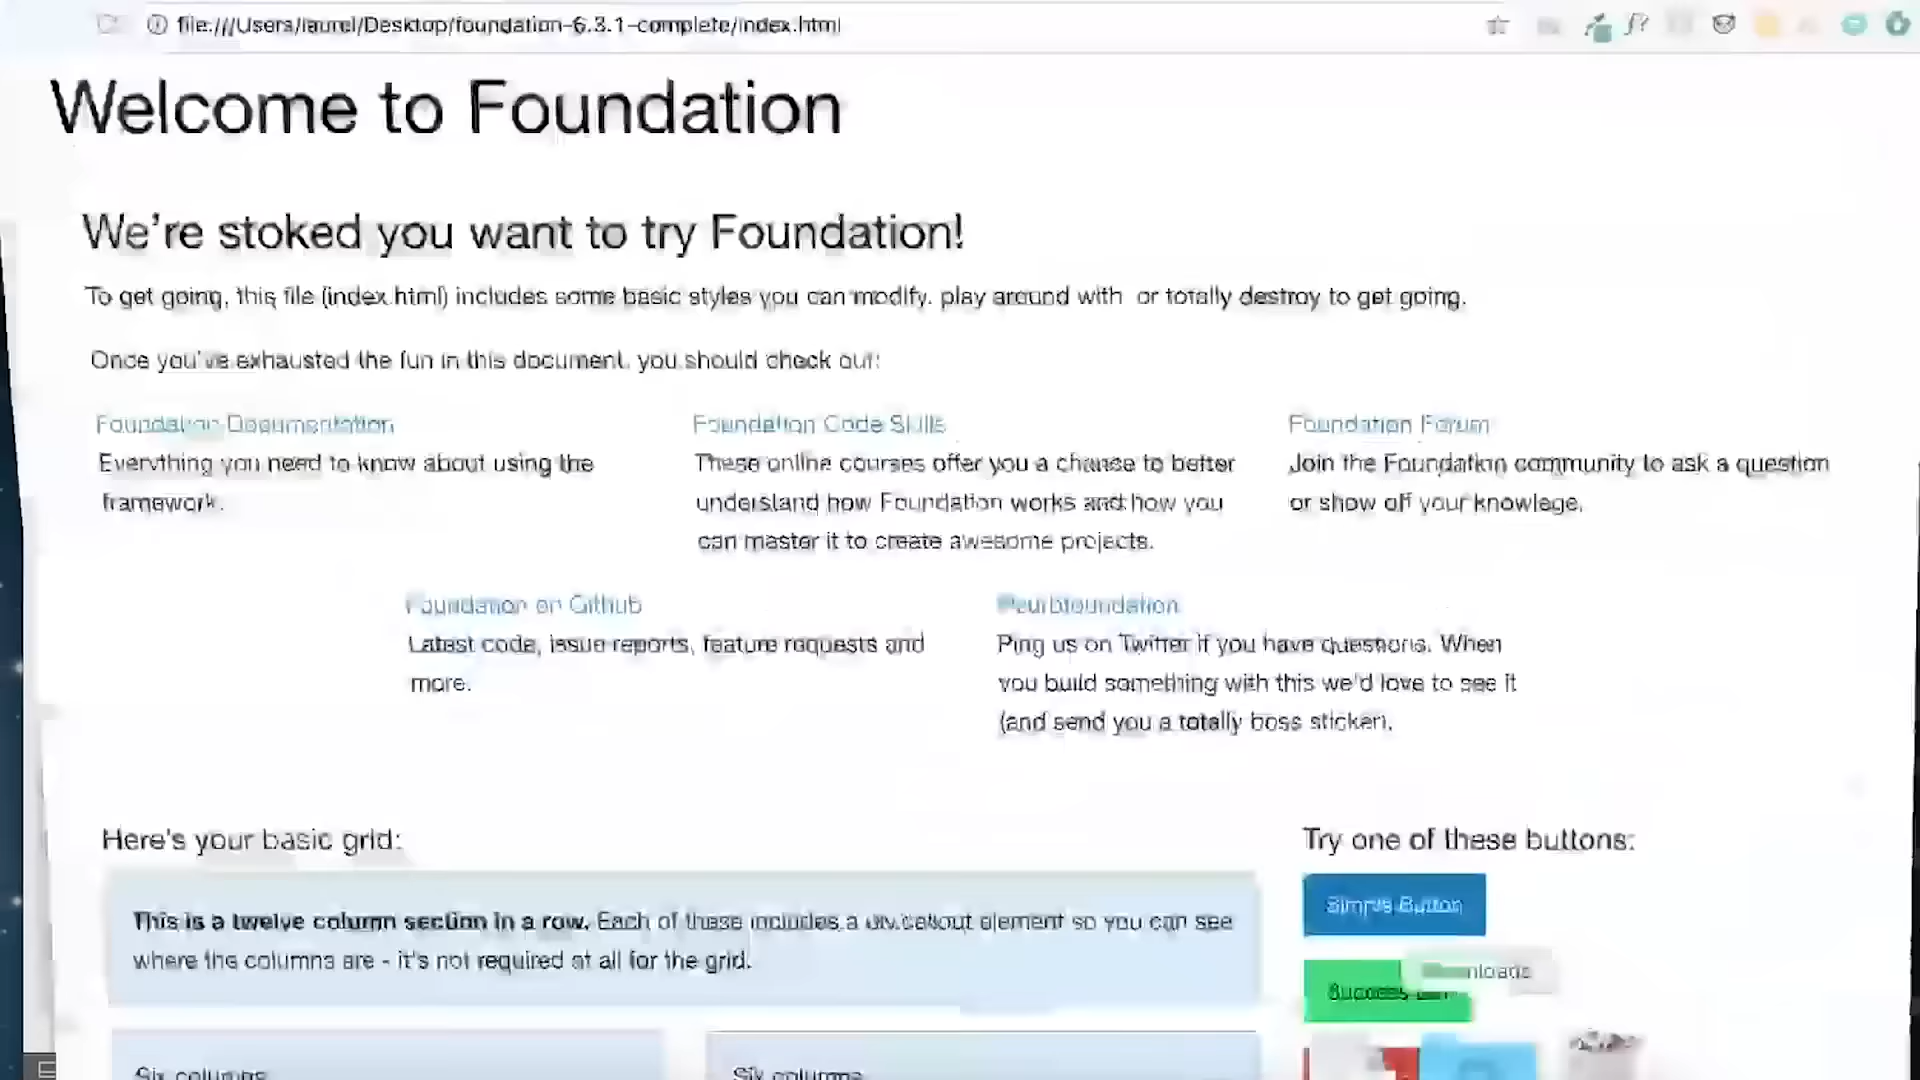 file:///Users/laurel/Desktop/foundation-6.3.1-complete/index.html
Welcome to Foundation
We're stoked you want to try Foundation!
To get going, this file (index.html) includes some basic styles you can modify, play around with, or totally destroy to get going.
Once you've exhausted the fun in this document, you should check out:
Foundation Documentation
Everything you need to know about using the
framework.
Foundation Code Skills
These online courses offer you a chance to better
understand how Foundation works and how you
can master it to create awesome projects.
Foundation Forum
Join the Foundation community to ask a question
or show off your knowlege.
Foundation on Github
Latest code, issue reports, feature requests and
more.
Ping us on Twitter if you have questions. When
you build something with this we'd love to see it
(and send you a totally boss sticker).
Here's your basic grid:
This is a twelve column section in a row. Each of these includes a div.callout element so you can see
where the columns are - it's not required at all for the grid.
Six columns
Six columns
Try one of these buttons:
Simple Button
Success
Downloads